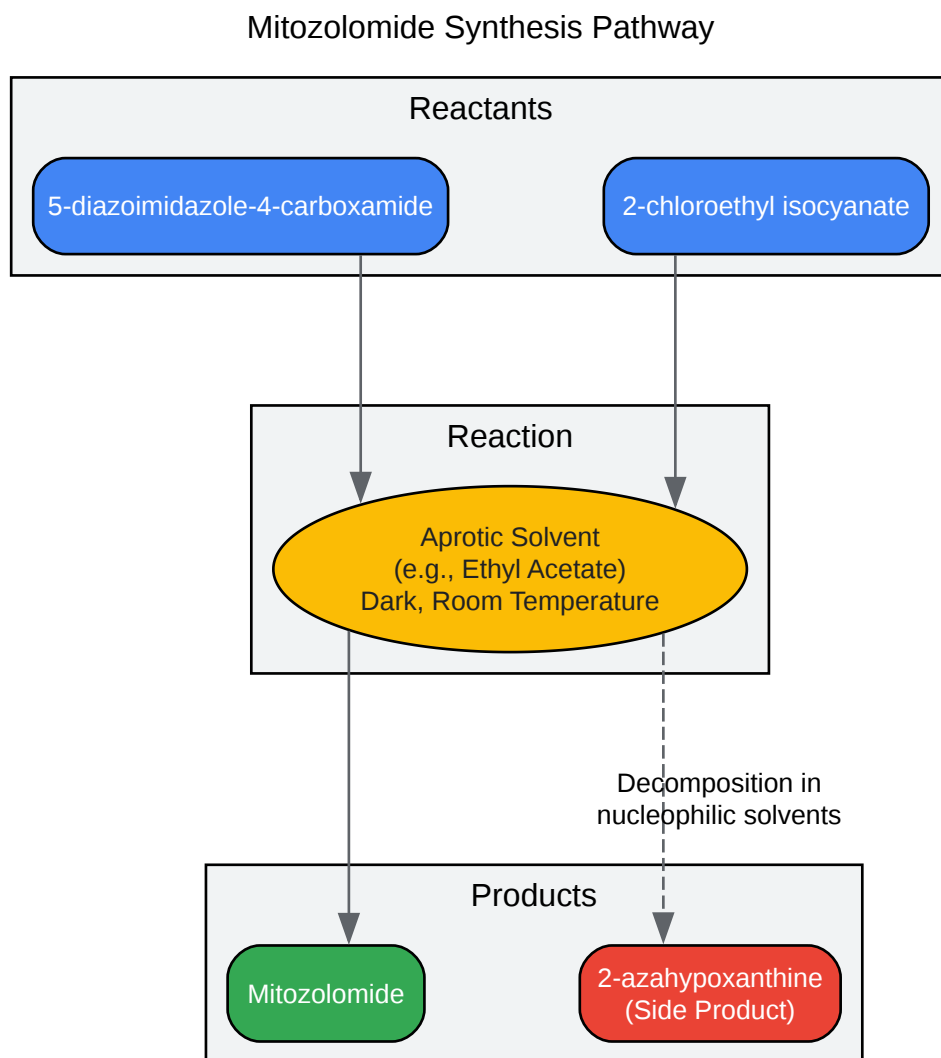 Mitozolomide Synthesis Pathway
Reactants
5-diazoimidazole-4-carboxamide
2-chloroethyl isocyanate
Reaction
Aprotic Solvent
(e.g., Ethyl Acetate)
Dark, Room Temperature
Decomposition in
nucleophilic solvents
Products
Mitozolomide
2-azahypoxanthine
(Side Product)